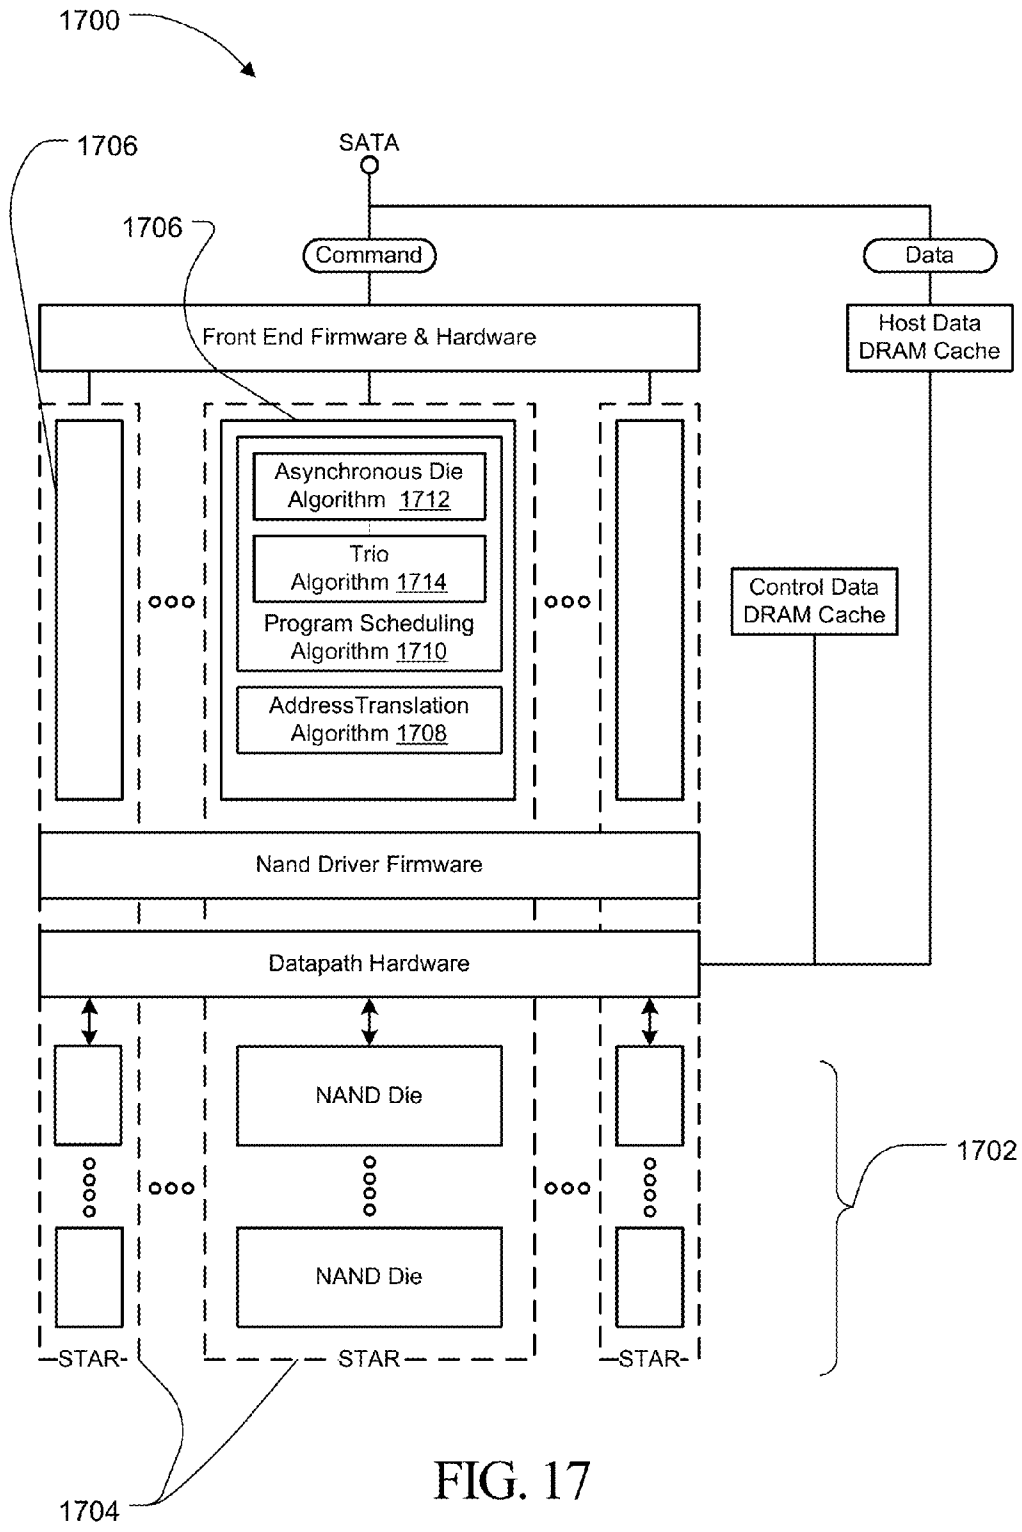 1700
1706
SATA
1706
Command
Data
Front End Firmware & Hardware
Host Data
DRAM Cache
Asynchronous Die
Algorithm 1712
Trio
Algorithm 1714
Control Data
DRAM Cache
Program Scheduling
Algorithm 1710
AddressTranslation
Algorithm 1708
Nand Driver Firmware
Datapath Hardware
NAND Die
1702
NAND Die
STAR
STAR
STAR
FIG. 17
1704